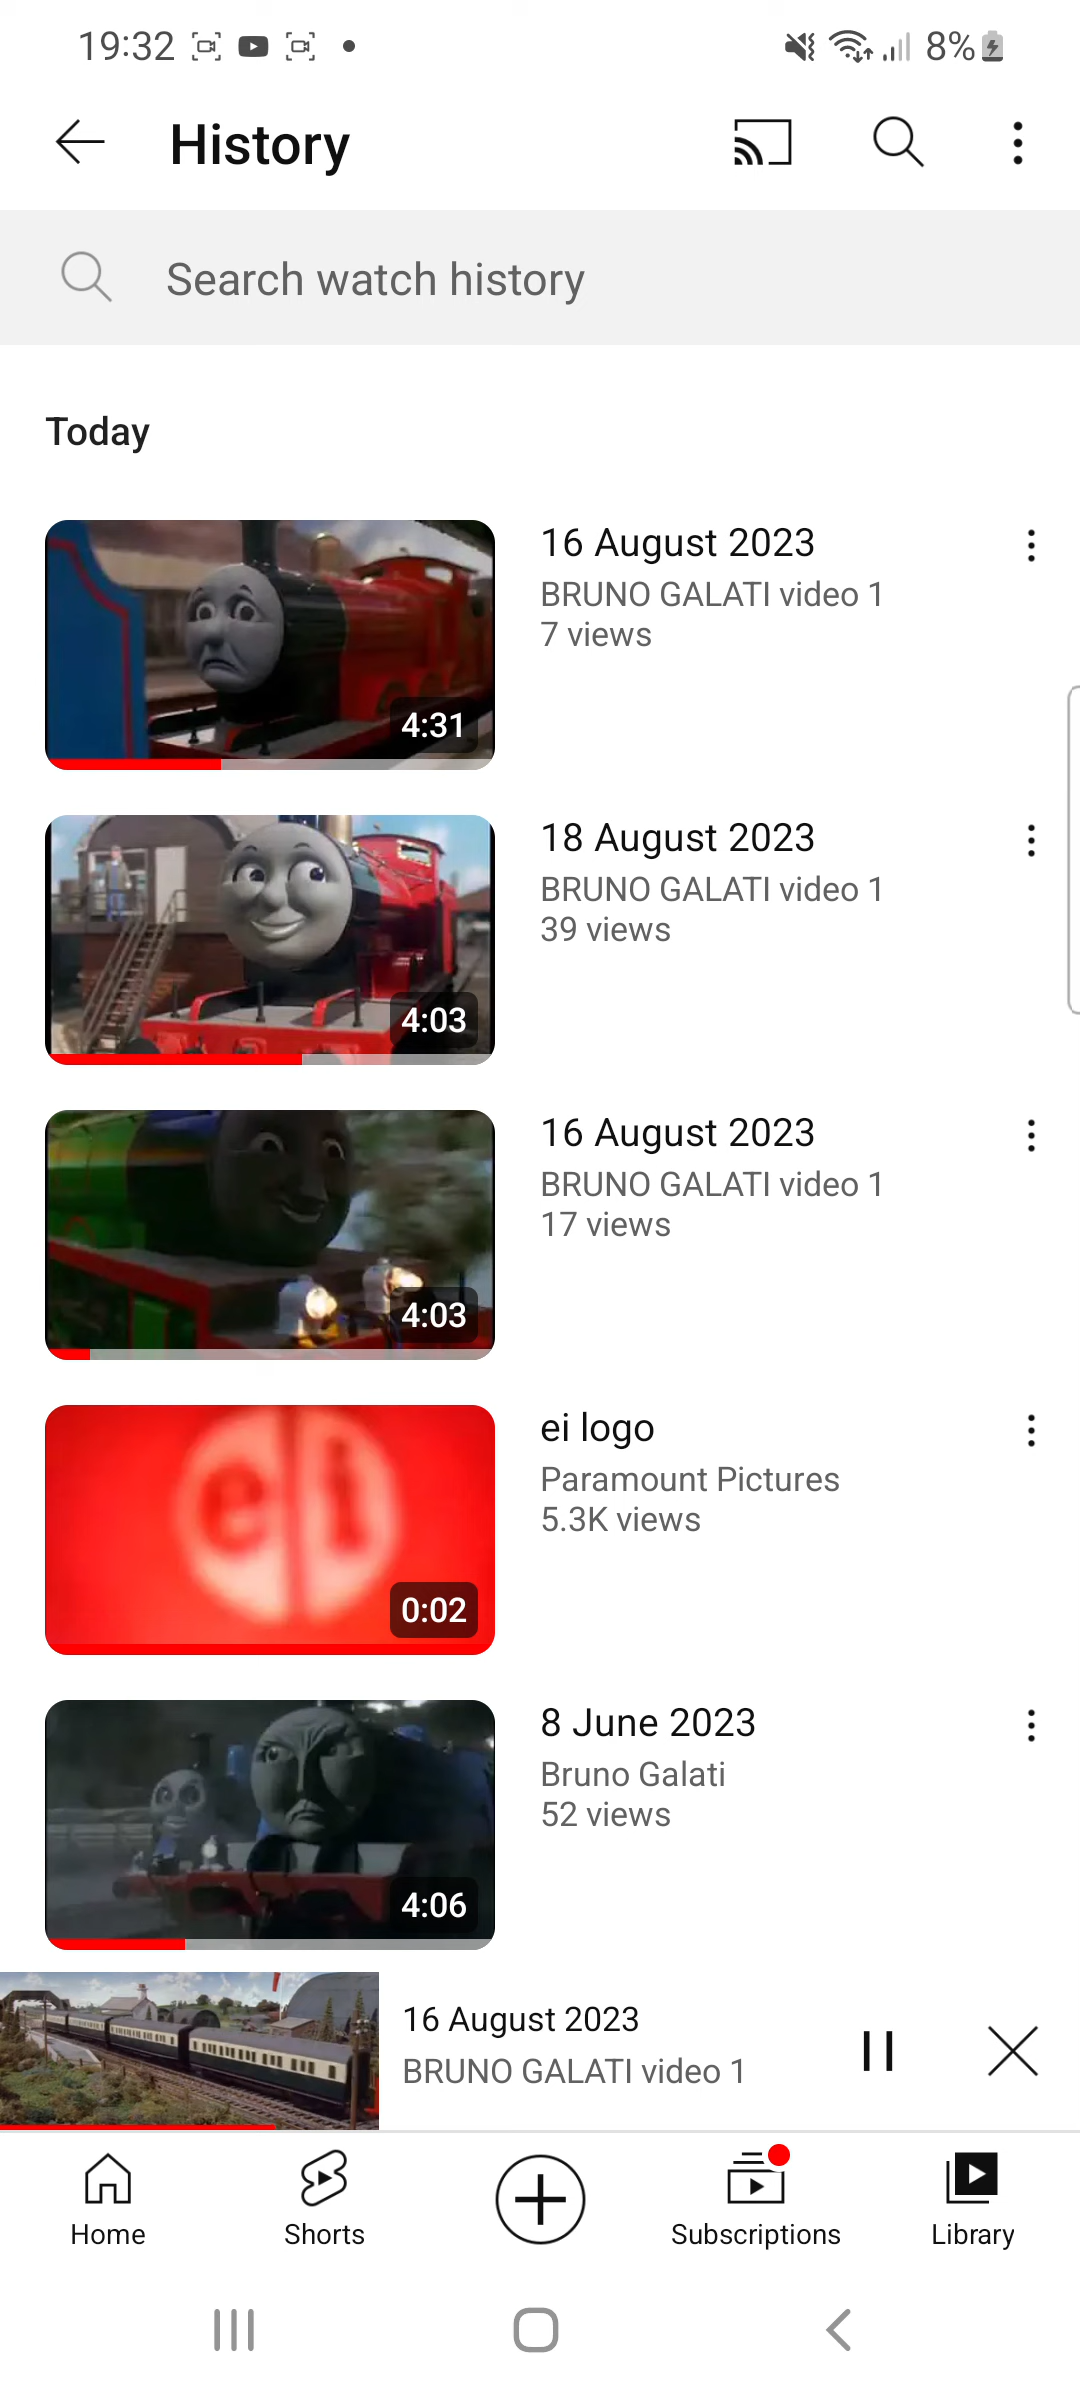 19:32
8%
History
Search watch history
Today
4:31
16 August 2023
BRUNO GALATI video 1
7 views
4:03
18 August 2023
BRUNO GALATI video 1
39 views
4:03
16 August 2023
BRUNO GALATI video 1
17 views
ei
0:02
ei logo
Paramount Pictures
5.3K views
4:06
8 June 2023
Bruno Galati
52 views
16 August 2023
BRUNO GALATI video 1
Home
Shorts
Subscriptions
Library